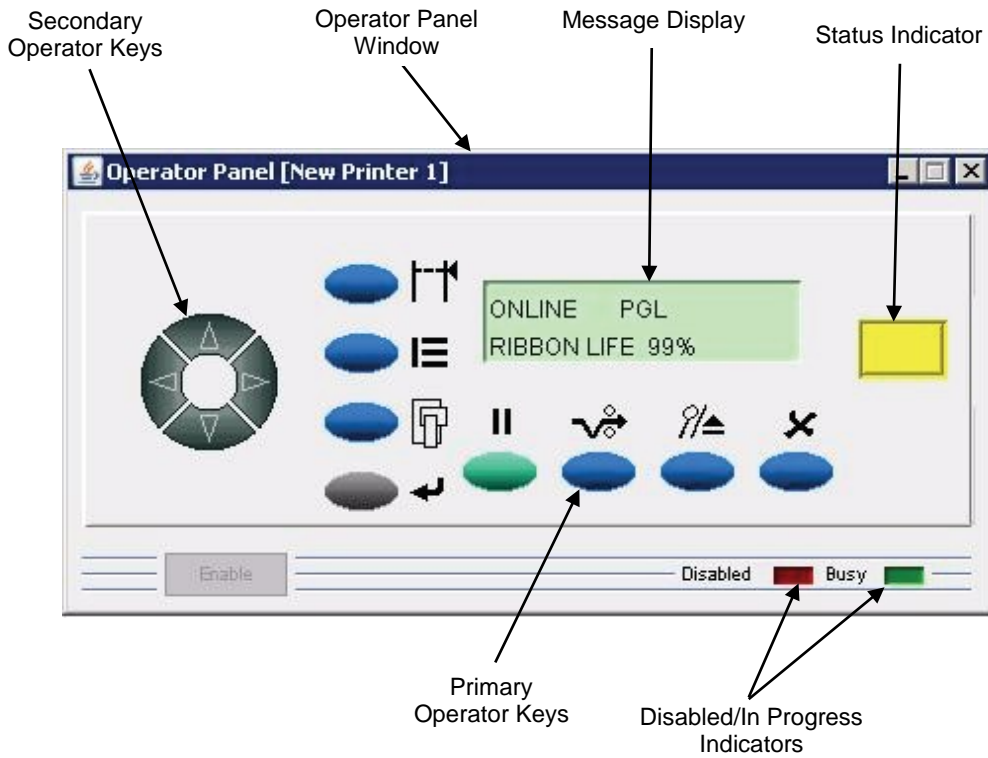 Secondary
Operator Keys
Operator Panel
Window
Message Display
Status Indicator
Operator Panel [New Printer 1]
ONLINE PGL
RIBBON LIFE 99%
Enable
Disabled
Busy
Primary
Operator Keys
Disabled/In Progress
Indicators